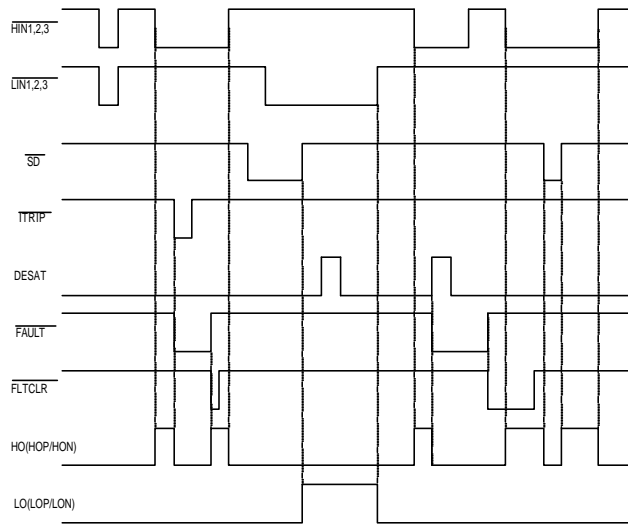 HIN1,2,3
LIN1,2,3
SD
ITRIP
DESAT
FAULT
FLTCLR
HO(HOP/HON)
LO(LOP/LON)